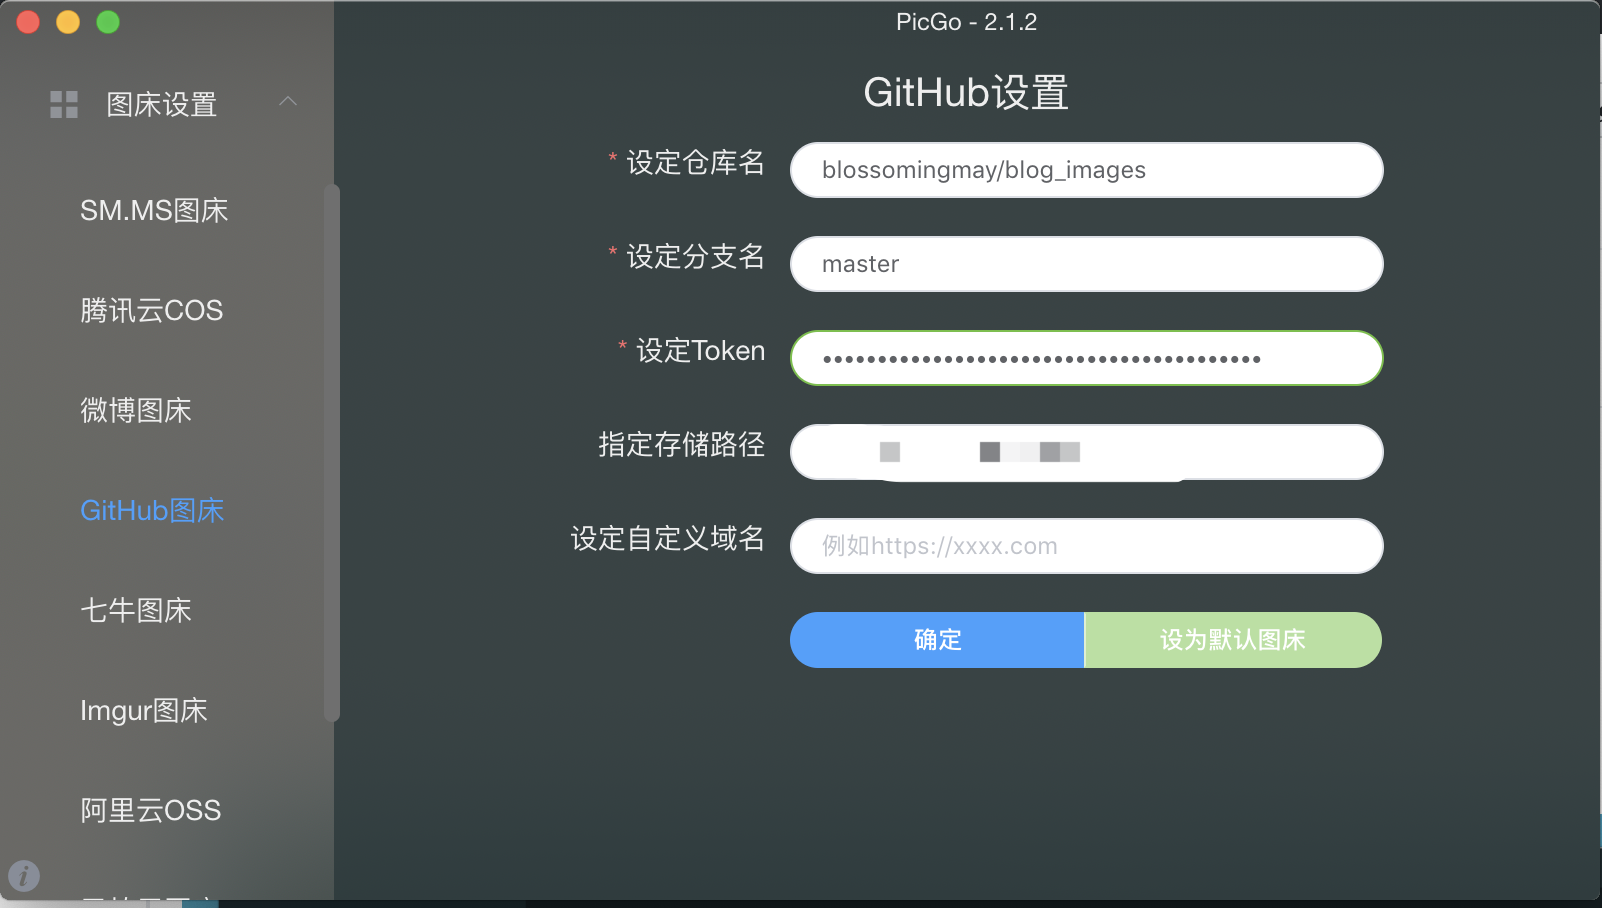 PicGo - 2.1.2
图床设置
SM.MS图床
腾讯云COS
微博图床
GitHub图床
七牛图床
Imgur图床
阿里云OSS
GitHub设置
* 设定仓库名
blossomingmay/blog_images
* 设定分支名
master
* 设定Token
••••••••••••••••••••••••••••••••••••••••
指定存储路径
设定自定义域名
例如https://xxxx.com
确定
设为默认图床